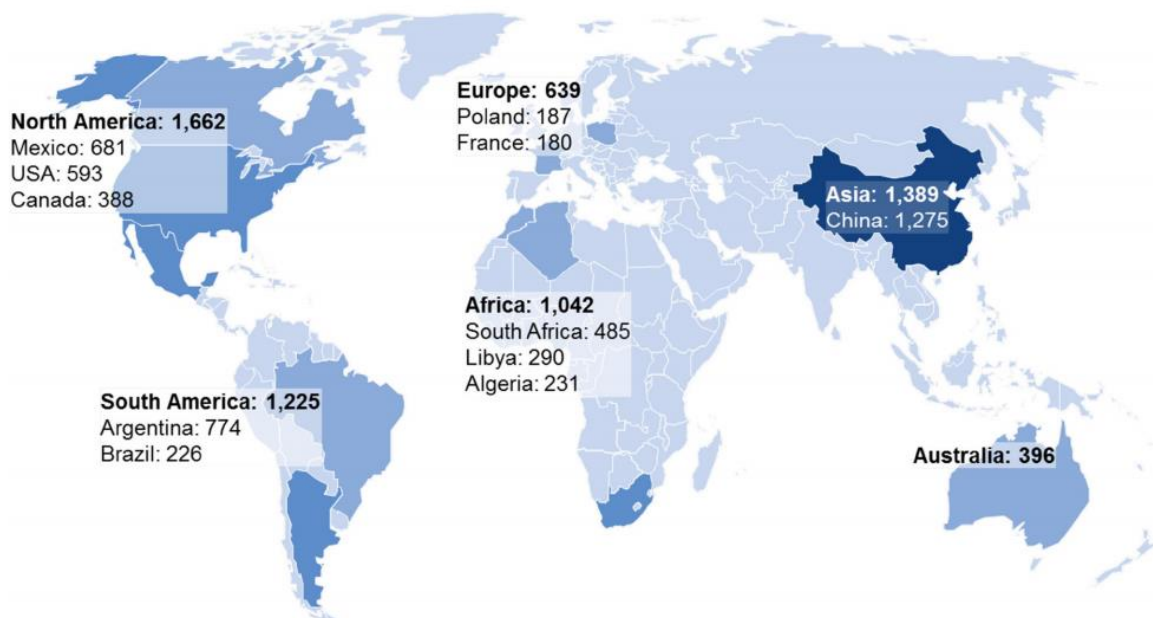 North America: 1,662
Mexico: 681
USA: 593
Canada: 388
Europe: 639
Poland: 187
France: 180
Asia: 1,389
China: 1,275
Africa: 1,042
South Africa: 485
Libya: 290
Algeria: 231
South America: 1,225
Argentina: 774
Brazil: 226
Australia: 396